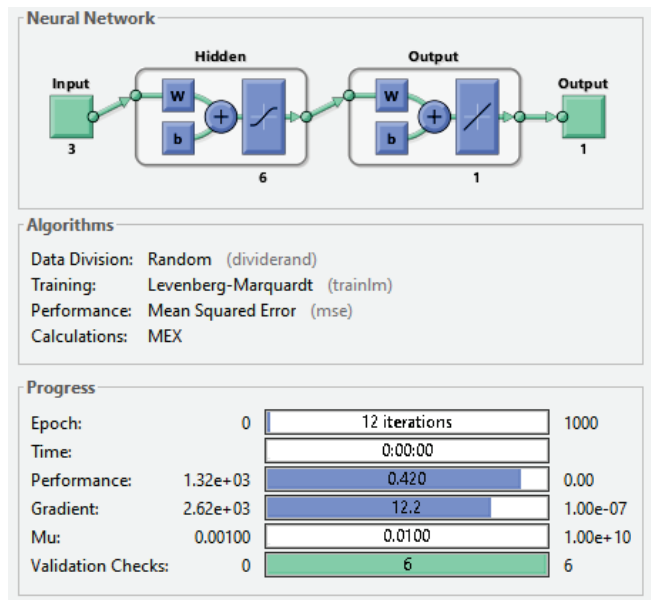 Neural Network
Hidden Output
Input Output
W W
b b
3 6 1 1
Algorithms
Data Division: Random (dividerand)
Training: Levenberg-Marquardt (trainlm)
Performance: Mean Squared Error (mse)
Calculations: MEX
Progress
Epoch: 0 12 iterations 1000
Time: 0:00:00
Performance: 1.32e+03 0.420 0.00
Gradient: 2.62e+03 12.2 1.00e-07
Mu: 0.00100 0.0100 1.00e+10
Validation Checks: 0 6 6